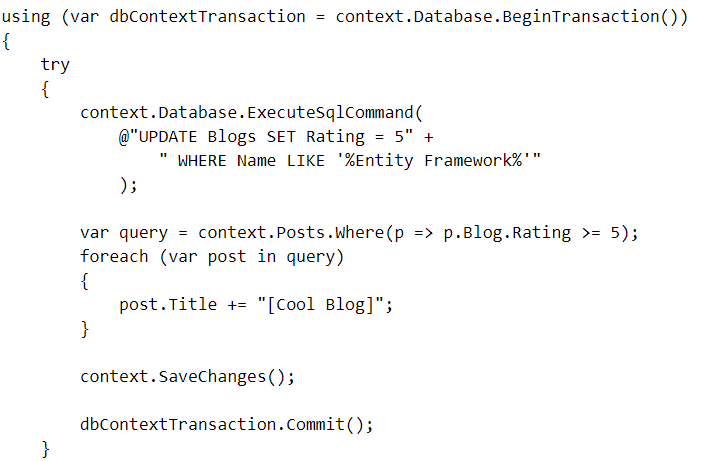 using (var dbContextTransaction = context.Database.BeginTransaction())
{
    try
    {
        context.Database.ExecuteSqlCommand(
            @"UPDATE Blogs SET Rating = 5" +
                " WHERE Name LIKE '%Entity Framework%'"
            );

        var query = context.Posts.Where(p => p.Blog.Rating >= 5);
        foreach (var post in query)
        {
            post.Title += "[Cool Blog]";
        }

        context.SaveChanges();

        dbContextTransaction.Commit();
    }